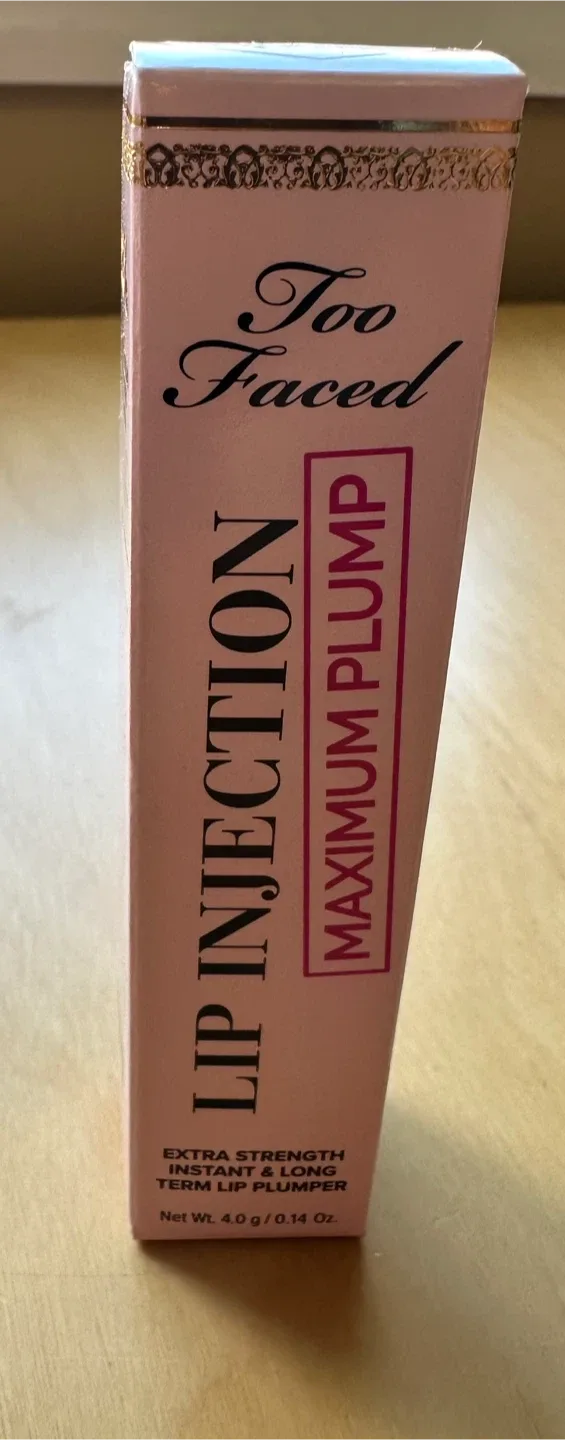 Too
Faced
LIP INJECTION
MAXIMUM PLUMP
EXTRA STRENGTH
INSTANT & LONG
TERM LIP PLUMPER
Net Wt. 4.0 g / 0.14 Oz.